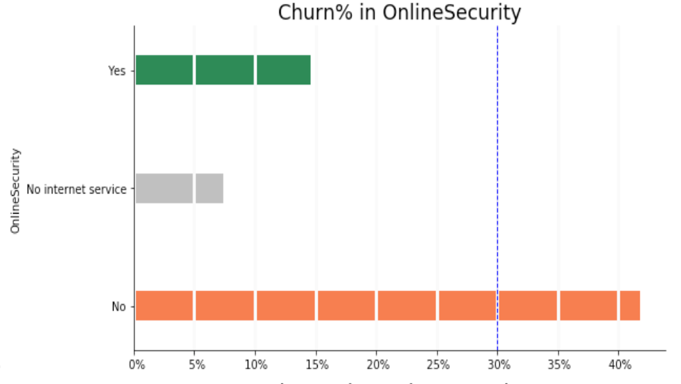 Churn% in OnlineSecurity
Yes
No internet service
No
OnlineSecurity
0% 5% 10% 15% 20% 25% 30% 35% 40%